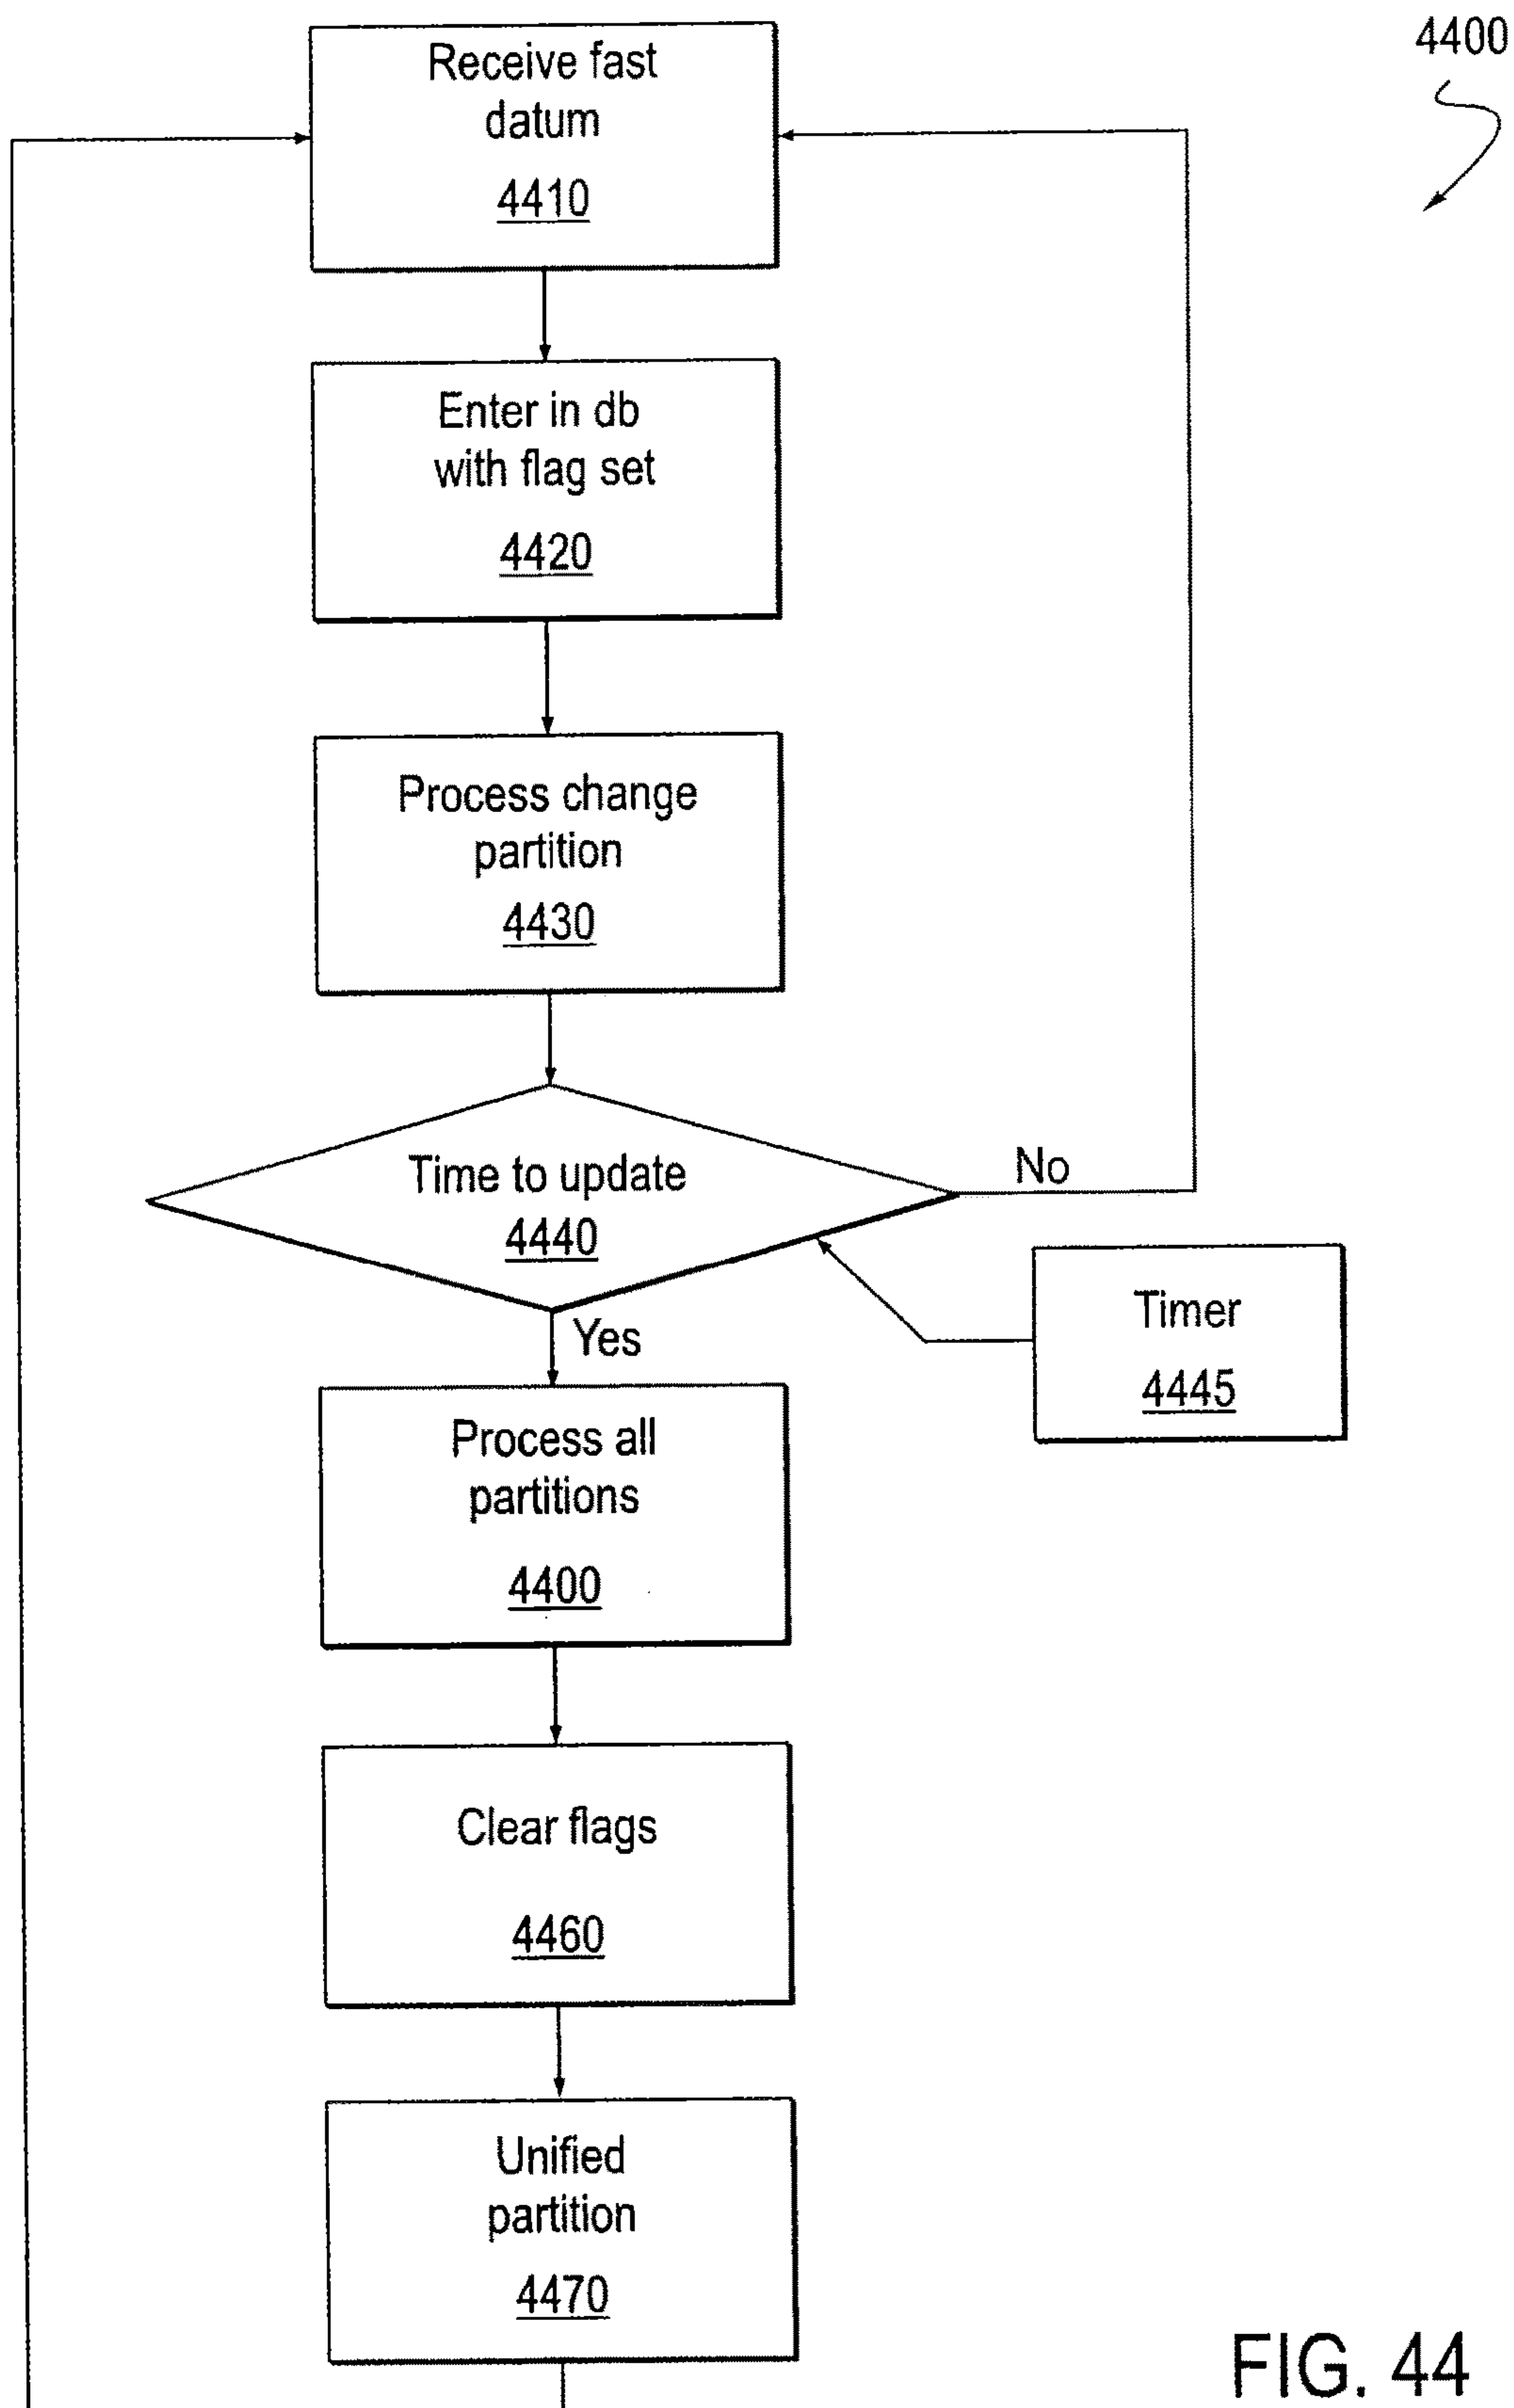 4400
Receive fast
datum
4410
Enter in db
with flag set
4420
Process change
partition
4430
Time to update
4440
No
Timer
4445
Yes
Process all
partitions
4400
Clear flags
4460
Unified
partition
4470
FIG. 44